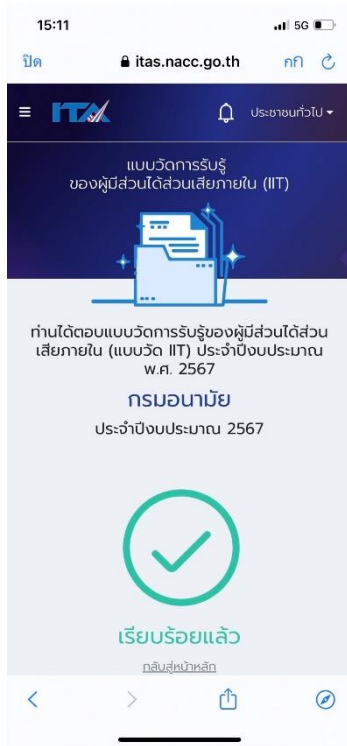 15:11
5G
ปิด
itas.nacc.go.th
กกี
ITA
ประชาชนทั่วไป
แบบวัดการรับรู้
ของผู้มีส่วนได้ส่วนเสียภายใน (IIT)
ท่านได้ตอบแบบวัดการรับรู้ของผู้มีส่วนได้ส่วน
เสียภายใน (แบบวัด IIT) ประจำปีงบประมาณ
พ.ศ. 2567
กรมอนามัย
ประจำปีงบประมาณ 2567
เรียบร้อยแล้ว
กลับสู่หน้าหลัก